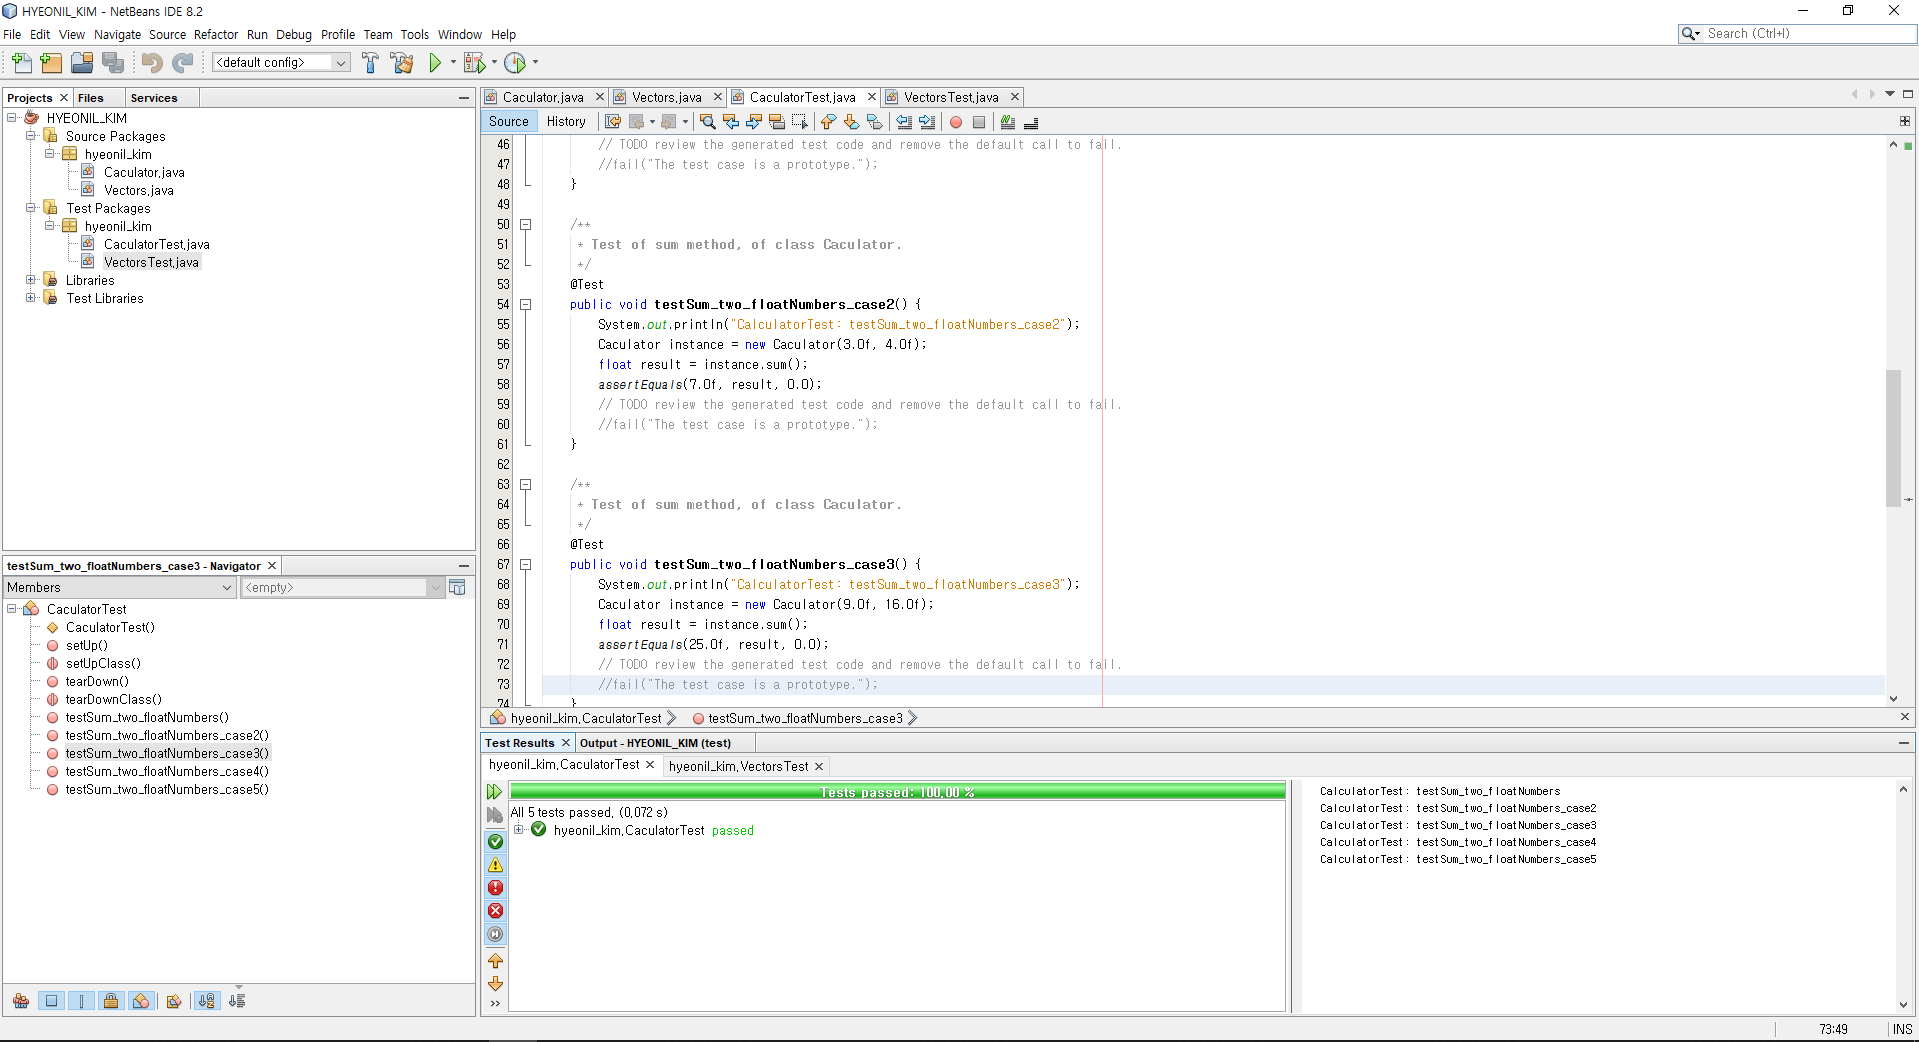 HYEONIL_KIM - NetBeans IDE 8.2
File Edit View Navigate Source Refactor Run Debug Profile Team Tools Window Help
Search (Ctrl+I)
<default config>
Projects Files Services
HYEONIL_KIM
Source Packages
hyeonil_kim
Caculator.java
Vectors.java
Test Packages
hyeonil_kim
CaculatorTest.java
VectorsTest.java
Libraries
Test Libraries
testSum_two_floatNumbers_case3 - Navigator
Members <empty>
CaculatorTest
CaculatorTest()
setUp()
setUpClass()
tearDown()
tearDownClass()
testSum_two_floatNumbers()
testSum_two_floatNumbers_case2()
testSum_two_floatNumbers_case3()
testSum_two_floatNumbers_case4()
testSum_two_floatNumbers_case5()
Caculator.java Vectors.java CaculatorTest.java VectorsTest.java
Source History
46 // TODO review the generated test code and remove the default call to fail.
47 //fail("The test case is a prototype.");
48 }
49
50 /**
51 * Test of sum method, of class Caculator.
52 */
53 @Test
54 public void testSum_two_floatNumbers_case2() {
55 System.out.println("CalculatorTest: testSum_two_floatNumbers_case2");
56 Caculator instance = new Caculator(3.0f, 4.0f);
57 float result = instance.sum();
58 assertEquals(7.0f, result, 0.0);
59 // TODO review the generated test code and remove the default call to fail.
60 //fail("The test case is a prototype.");
61 }
62
63 /**
64 * Test of sum method, of class Caculator.
65 */
66 @Test
67 public void testSum_two_floatNumbers_case3() {
68 System.out.println("CalculatorTest: testSum_two_floatNumbers_case3");
69 Caculator instance = new Caculator(9.0f, 16.0f);
70 float result = instance.sum();
71 assertEquals(25.0f, result, 0.0);
72 // TODO review the generated test code and remove the default call to fail.
73 //fail("The test case is a prototype.");
74 }
hyeonil_kim.CaculatorTest testSum_two_floatNumbers_case3
Test Results Output - HYEONIL_KIM (test)
hyeonil_kim.CaculatorTest hyeonil_kim.VectorsTest
Tests passed: 100.00 %
All 5 tests passed. (0.072 s)
hyeonil_kim.CaculatorTest passed
CalculatorTest: testSum_two_floatNumbers
CalculatorTest: testSum_two_floatNumbers_case2
CalculatorTest: testSum_two_floatNumbers_case3
CalculatorTest: testSum_two_floatNumbers_case4
CalculatorTest: testSum_two_floatNumbers_case5
73:49 INS